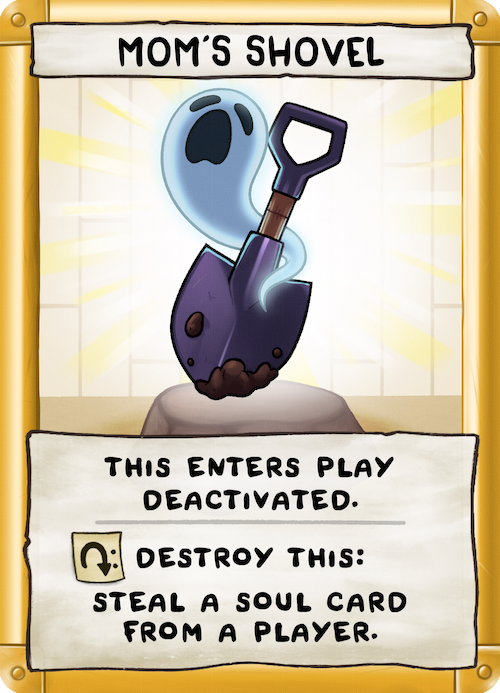 MOM'S SHOVEL
THIS ENTERS PLAY
DEACTIVATED.
: DESTROY THIS:
STEAL A SOUL CARD
FROM A PLAYER.